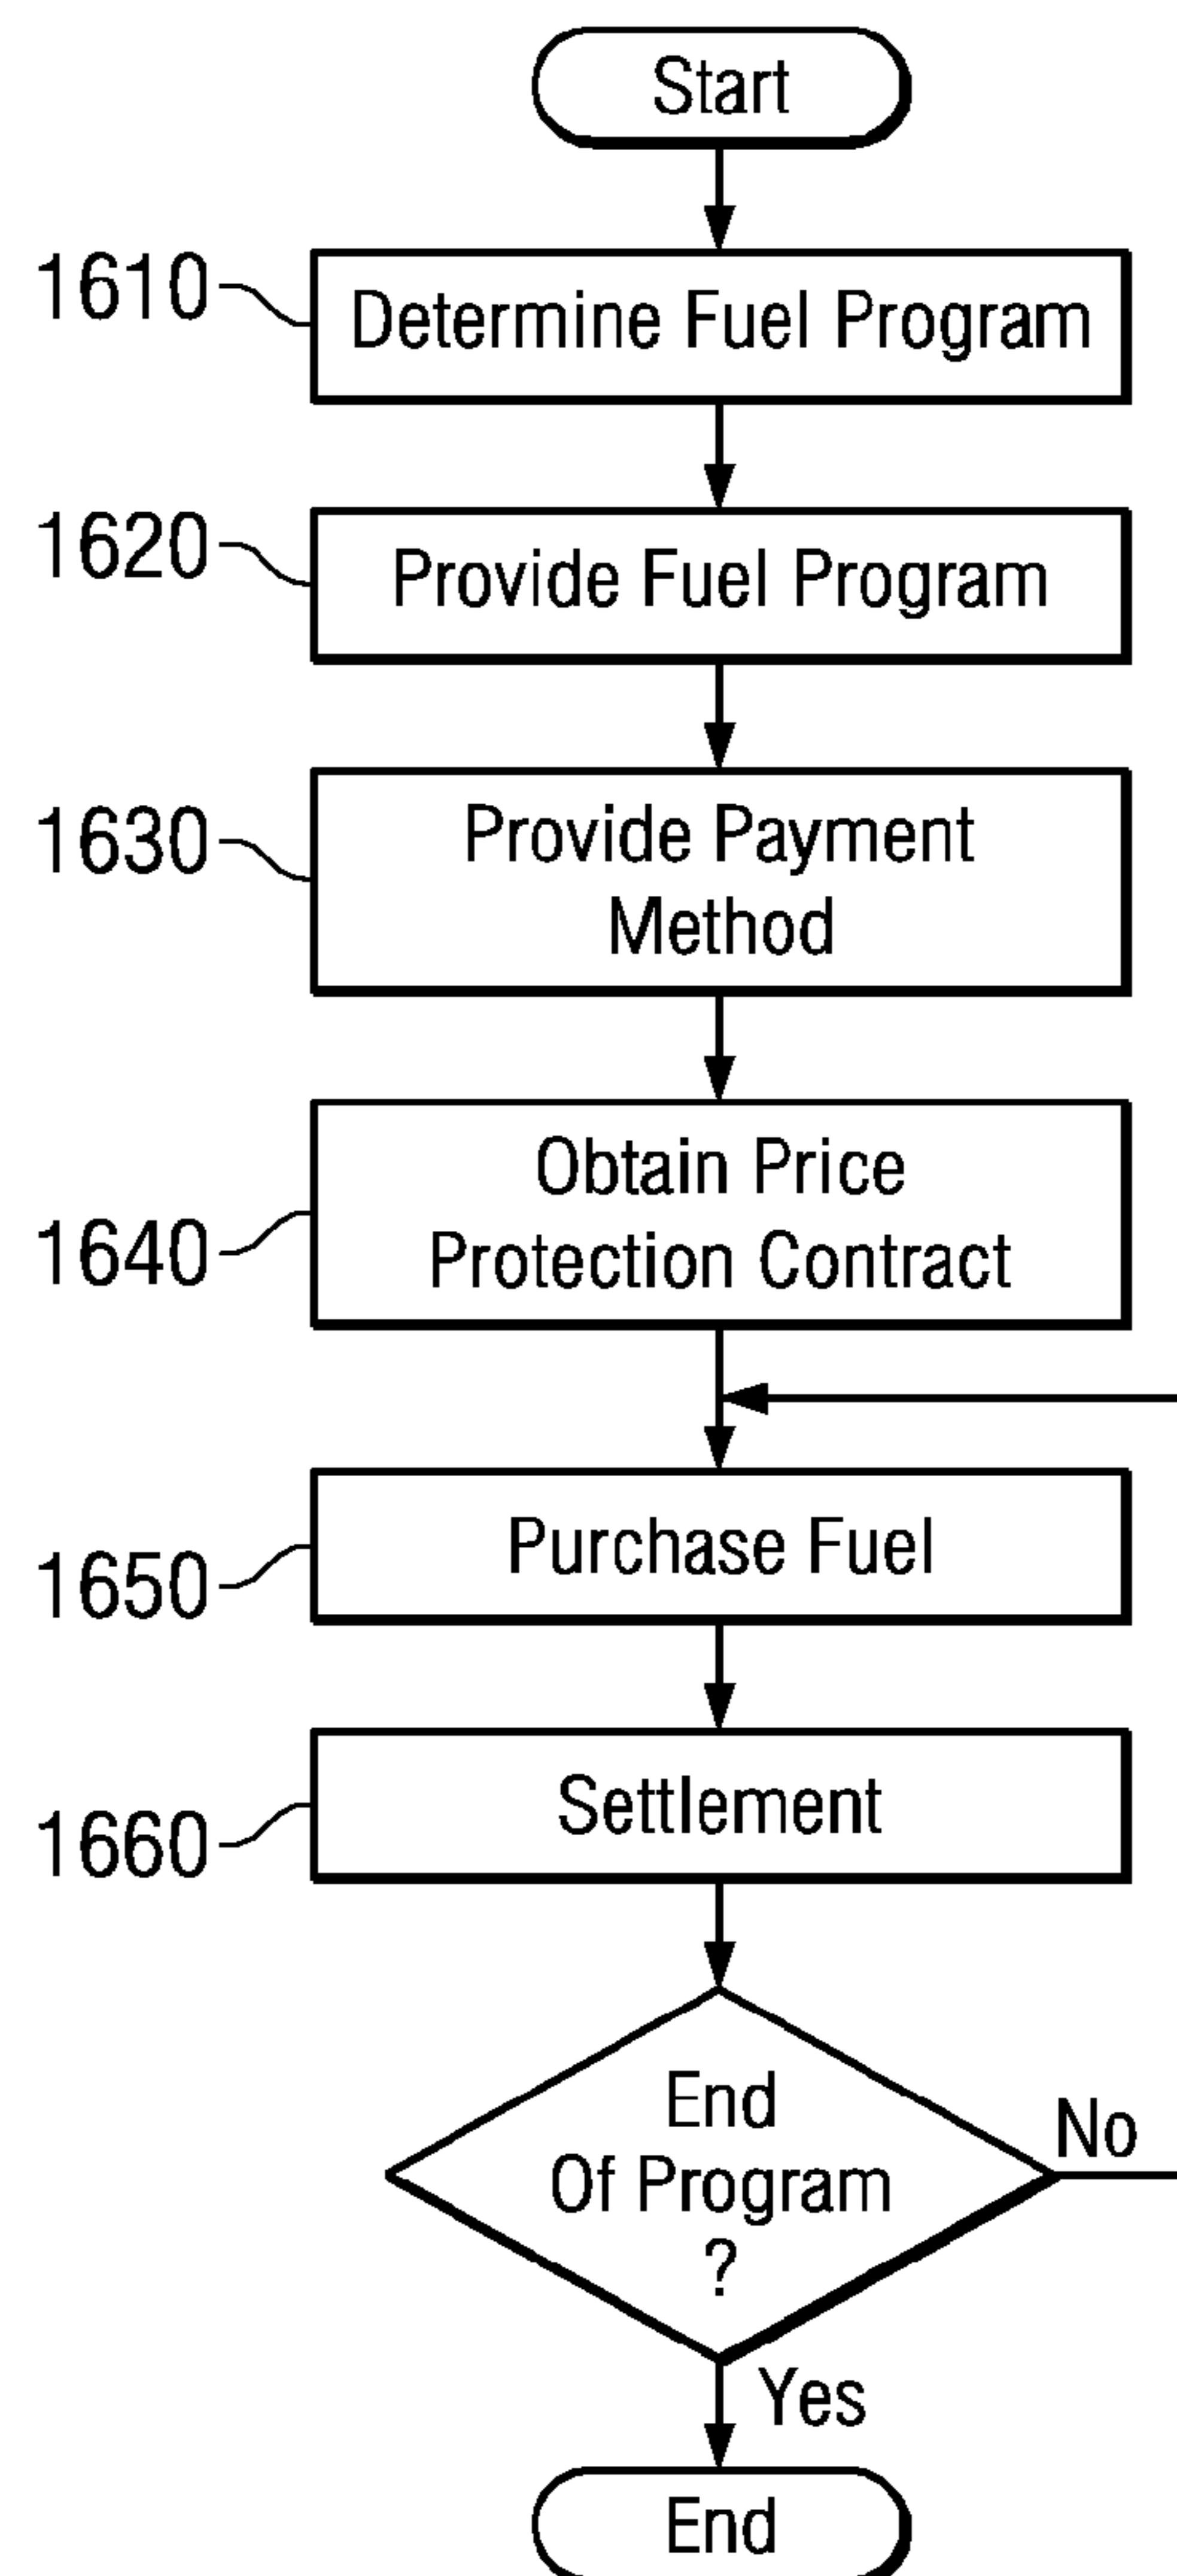 Start
1610
Determine Fuel Program
1620
Provide Fuel Program
1630
Provide Payment
Method
1640
Obtain Price
Protection Contract
1650
Purchase Fuel
1660
Settlement
End
Of Program
?
No
Yes
End